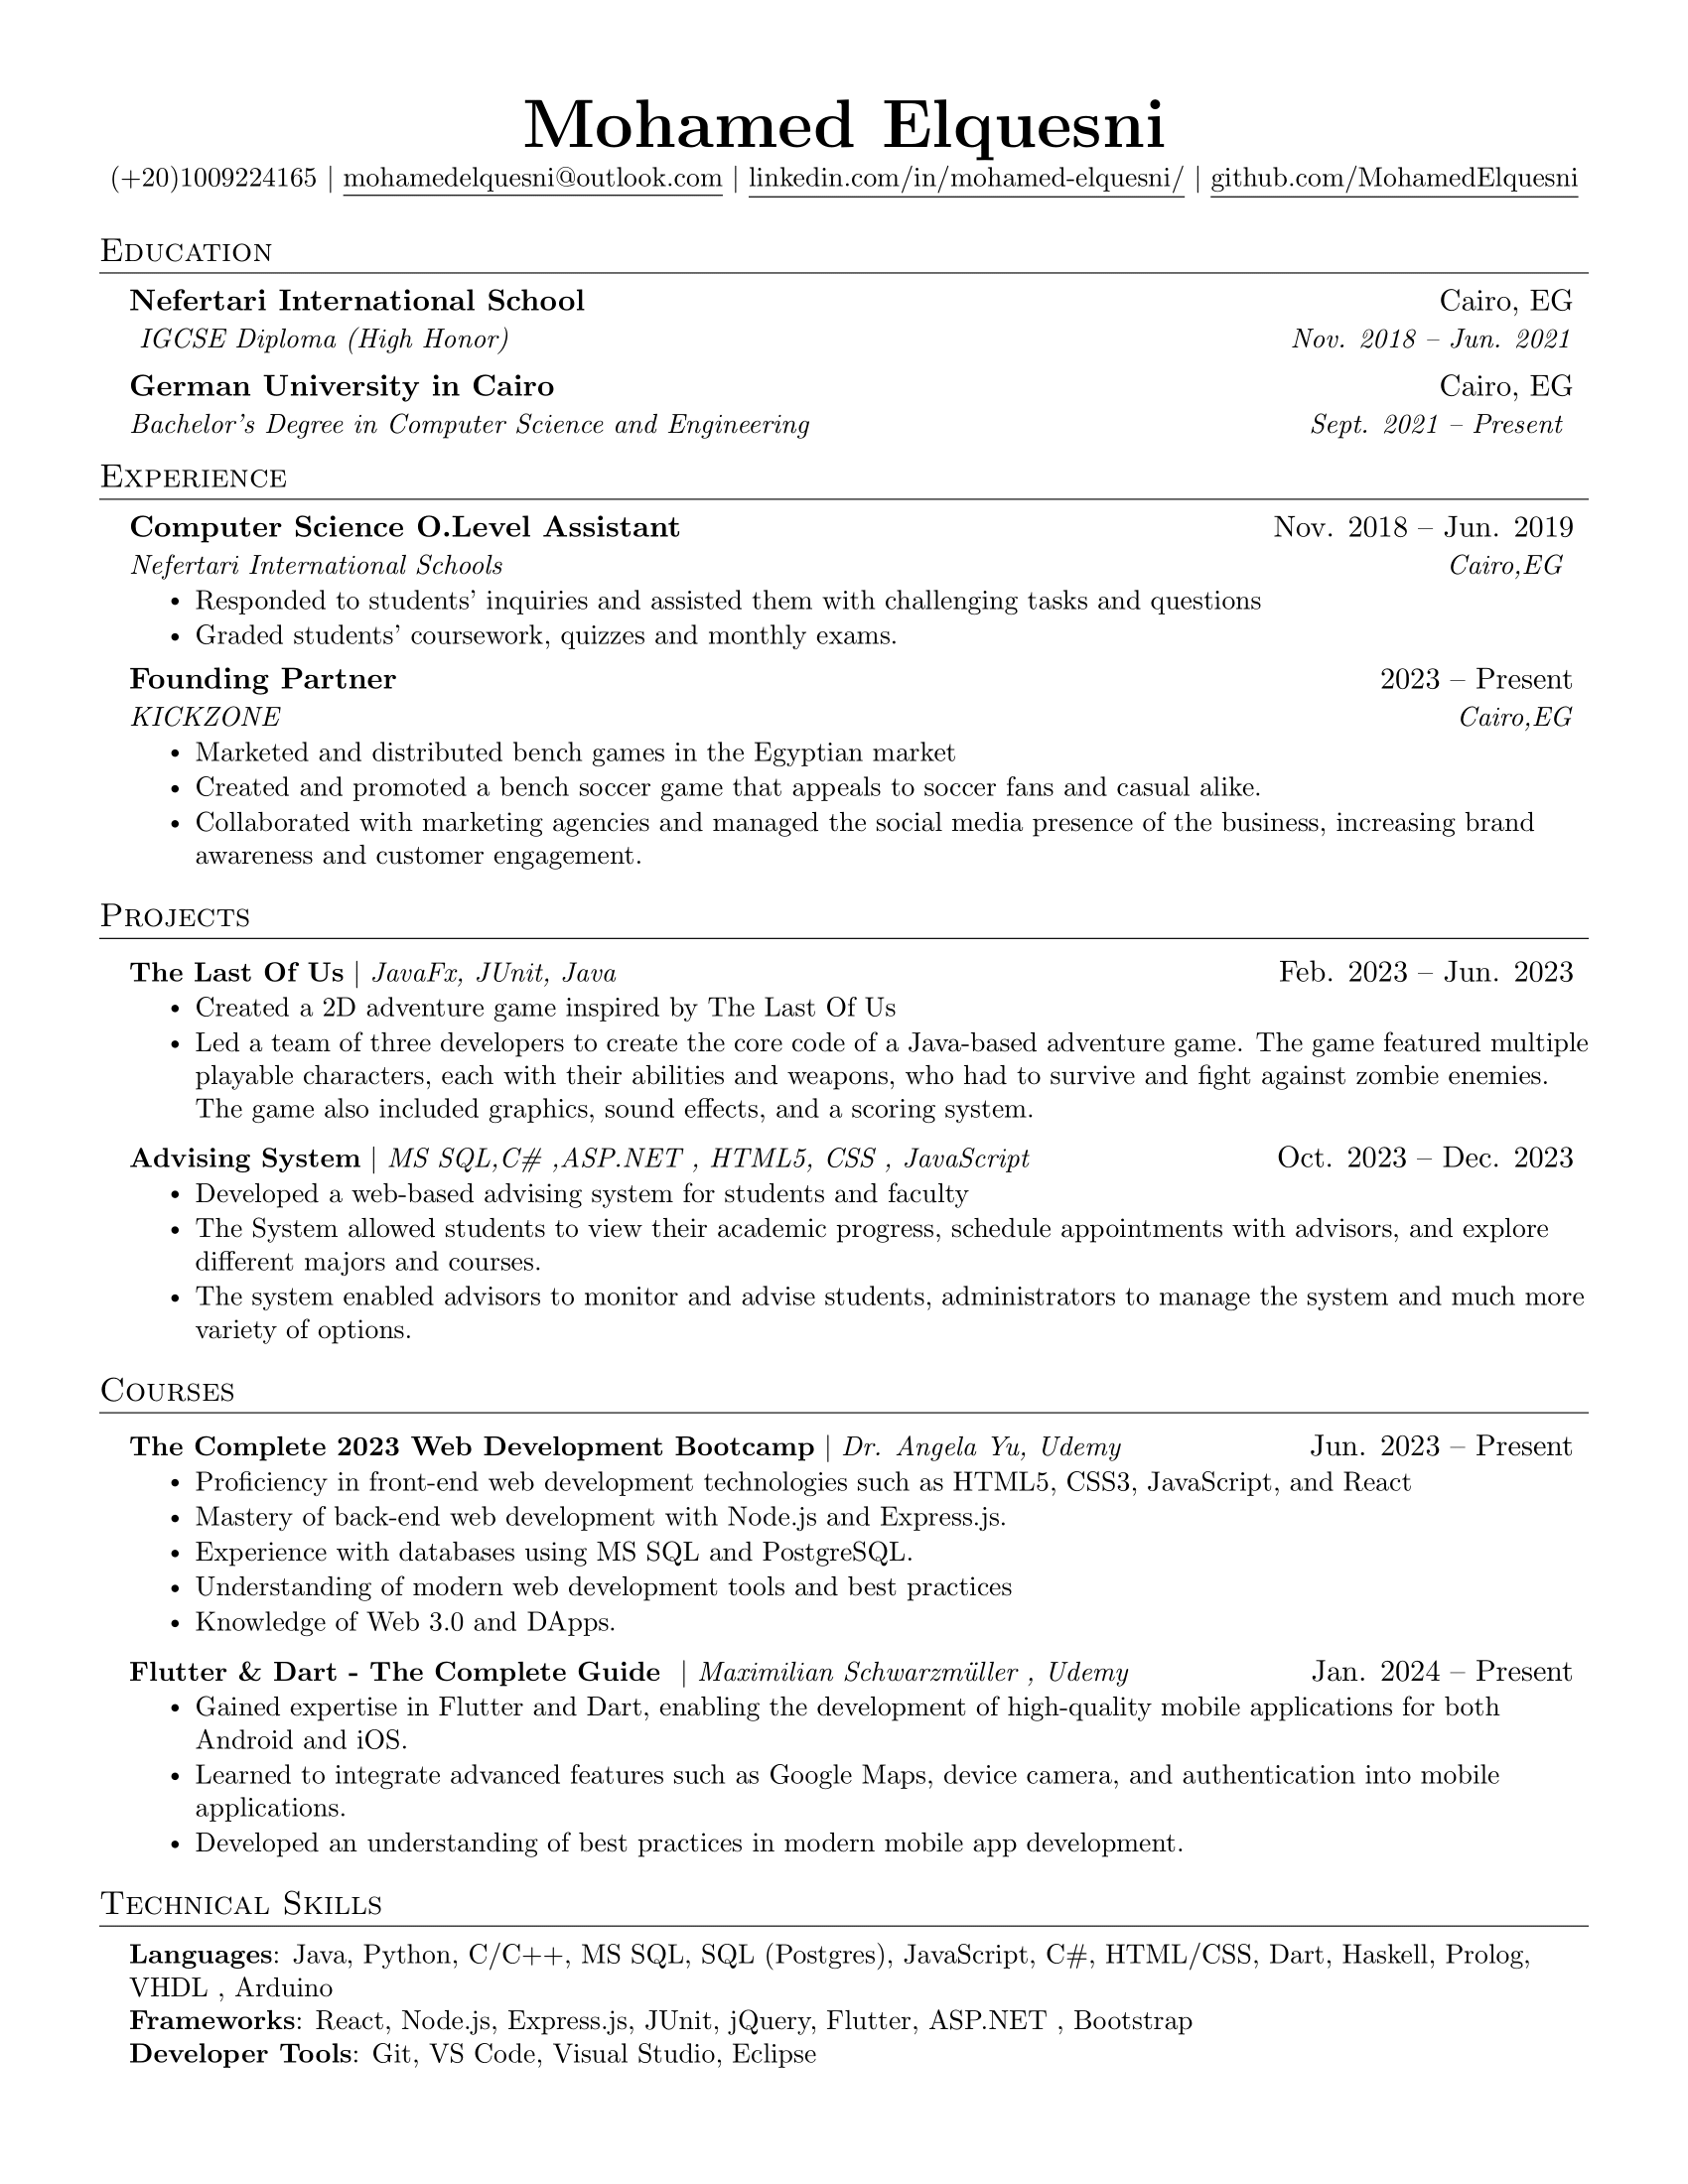 Mohamed Elquesni
(+20)1009224165 | mohamedelquesni@outlook.com | linkedin.com/in/mohamed-elquesni/ | github.com/MohamedElquesni
Education
Nefertari International School Cairo, EG
IGCSE Diploma (High Honor) Nov. 2018 – Jun. 2021
German University in Cairo Cairo, EG
Bachelor's Degree in Computer Science and Engineering Sept. 2021 – Present
Experience
Computer Science O.Level Assistant Nov. 2018 – Jun. 2019
Nefertari International Schools Cairo,EG
• Responded to students' inquiries and assisted them with challenging tasks and questions
• Graded students' coursework, quizzes and monthly exams.
Founding Partner 2023 – Present
KICKZONE Cairo,EG
• Marketed and distributed bench games in the Egyptian market
• Created and promoted a bench soccer game that appeals to soccer fans and casual alike.
• Collaborated with marketing agencies and managed the social media presence of the business, increasing brand
awareness and customer engagement.
Projects
The Last Of Us | JavaFx, JUnit, Java Feb. 2023 – Jun. 2023
• Created a 2D adventure game inspired by The Last Of Us
• Led a team of three developers to create the core code of a Java-based adventure game. The game featured multiple
playable characters, each with their abilities and weapons, who had to survive and fight against zombie enemies.
The game also included graphics, sound effects, and a scoring system.
Advising System | MS SQL,C# ,ASP.NET , HTML5, CSS , JavaScript Oct. 2023 – Dec. 2023
• Developed a web-based advising system for students and faculty
• The System allowed students to view their academic progress, schedule appointments with advisors, and explore
different majors and courses.
• The system enabled advisors to monitor and advise students, administrators to manage the system and much more
variety of options.
Courses
The Complete 2023 Web Development Bootcamp | Dr. Angela Yu, Udemy Jun. 2023 – Present
• Proficiency in front-end web development technologies such as HTML5, CSS3, JavaScript, and React
• Mastery of back-end web development with Node.js and Express.js.
• Experience with databases using MS SQL and PostgreSQL.
• Understanding of modern web development tools and best practices
• Knowledge of Web 3.0 and DApps.
Flutter & Dart - The Complete Guide | Maximilian Schwarzmüller , Udemy Jan. 2024 – Present
• Gained expertise in Flutter and Dart, enabling the development of high-quality mobile applications for both
Android and iOS.
• Learned to integrate advanced features such as Google Maps, device camera, and authentication into mobile
applications.
• Developed an understanding of best practices in modern mobile app development.
Technical Skills
Languages: Java, Python, C/C++, MS SQL, SQL (Postgres), JavaScript, C#, HTML/CSS, Dart, Haskell, Prolog,
VHDL , Arduino
Frameworks: React, Node.js, Express.js, JUnit, jQuery, Flutter, ASP.NET , Bootstrap
Developer Tools: Git, VS Code, Visual Studio, Eclipse